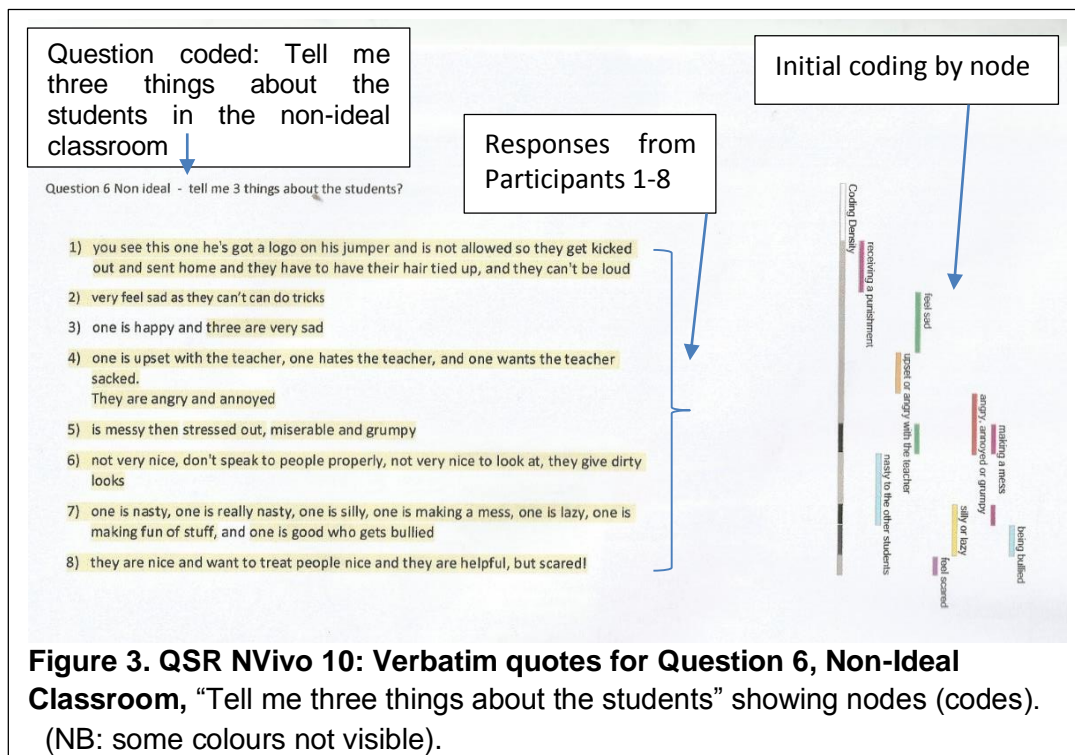 Question coded: Tell me
three things about the
students in the non-ideal
classroom
Initial coding by node
Responses from
Participants 1-8
Question 6 Non ideal - tell me 3 things about the students?
1) you see this one he's got a logo on his jumper and is not allowed so they get kicked
out and sent home and they have to have their hair tied up, and they can't be loud
2) very feel sad as they can't can do tricks
3) one is happy and three are very sad
4) one is upset with the teacher, one hates the teacher, and one wants the teacher
sacked.
They are angry and annoyed
5) is messy then stressed out, miserable and grumpy
6) not very nice, don't speak to people properly, not very nice to look at, they give dirty
looks
7) one is nasty, one is really nasty, one is silly, one is making a mess, one is lazy, one is
making fun of stuff, and one is good who gets bullied
8) they are nice and want to treat people nice and they are helpful, but scared!
Coding Density
receiving a punishment
nasty to the other students
upset or angry with the teacher
feel sad
feel scared
silly or lazy
angry, annoyed or grumpy
making a mess
being bullied
Figure 3. QSR NVivo 10: Verbatim quotes for Question 6, Non-Ideal
Classroom, “Tell me three things about the students” showing nodes (codes).
(NB: some colours not visible).